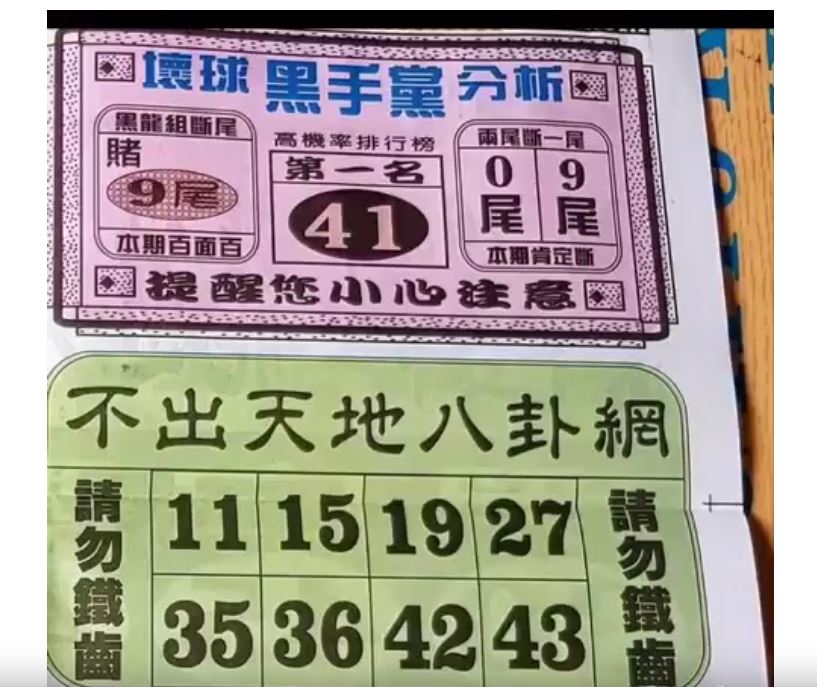 壞球 黑手黨 分析
黑龍組斷尾
賭
9尾
本期百面百
高機率排行榜
第一名
41
兩尾斷一尾
0尾 9尾
本期肯定斷
提醒您小心注意
不出天地八卦網
請勿鐵齒
11 15 19 27
35 36 42 43
請勿鐵齒